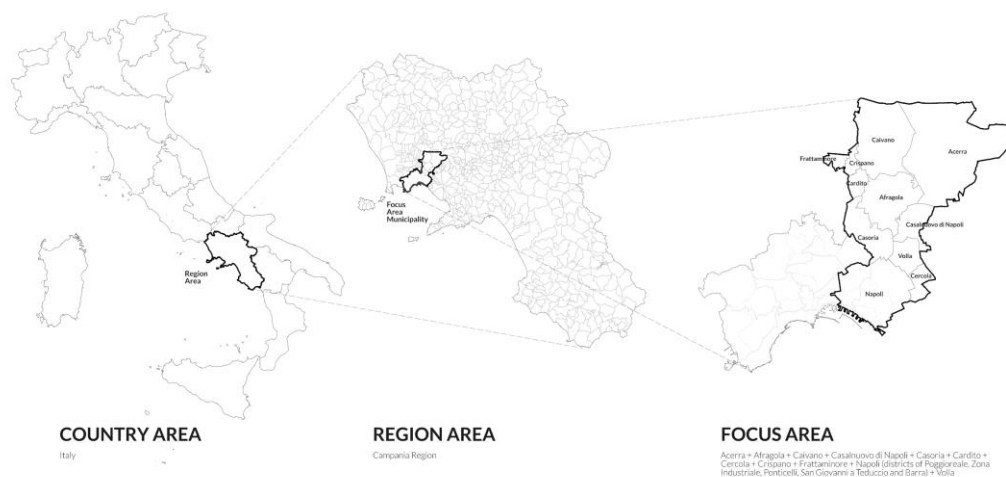 Region
Area
COUNTRY AREA
Italy
Focus
Area
Municipality
REGION AREA
Campania Region
Caivano
Frattaminore
Crispano
Acerra
Cardito
Afragola
Casalnuovo di Napoli
Casoria
Volla
Cercola
Napoli
FOCUS AREA
Acerra + Afragola + Caivano + Casalnuovo di Napoli + Casoria + Cardito +
Cercola + Crispano + Frattaminore + Napoli (districts of Poggioreale, Zona
Industriale, Ponticelli, San Giovanni a Teduccio and Barra) + Volla